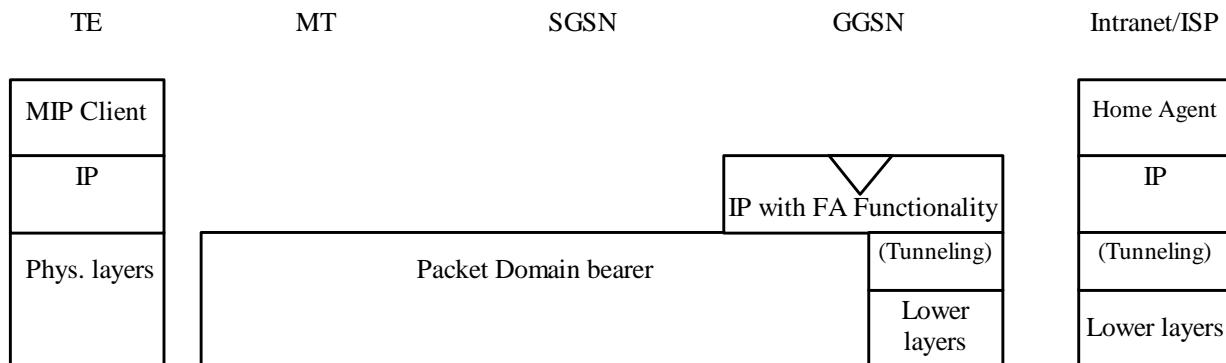 TE MT SGSN GGSN Intranet/ISP
MIP Client Home Agent
IP IP
IP with FA Functionality
Phys. layers Packet Domain bearer (Tunneling) (Tunneling)
Lower
layers Lower layers